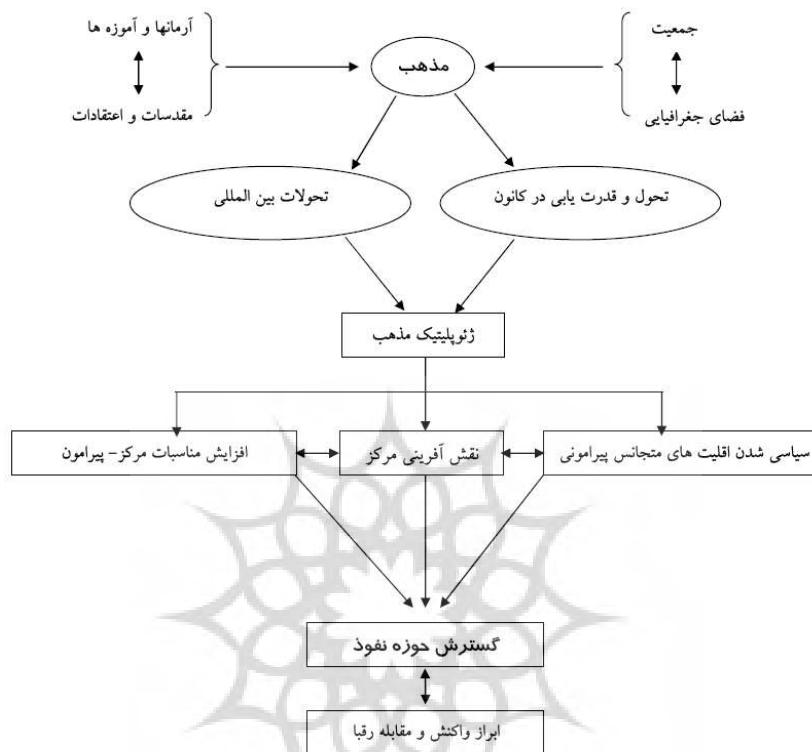 جمعیت
آرمانها و آموزه ها
مذهب
فضای جغرافیایی
مقدسات و اعتقادات
تحول و قدرت یابی در کانون
تحولات بین المللی
ژئوپلیتیک مذهب
سیاسی شدن اقلیت های متجانس پیرامونی
نقش آفرینی مرکز
افزایش مناسبات مرکز– پیرامون
گسترش حوزه نفوذ
ابراز واکنش و مقابله رقبا